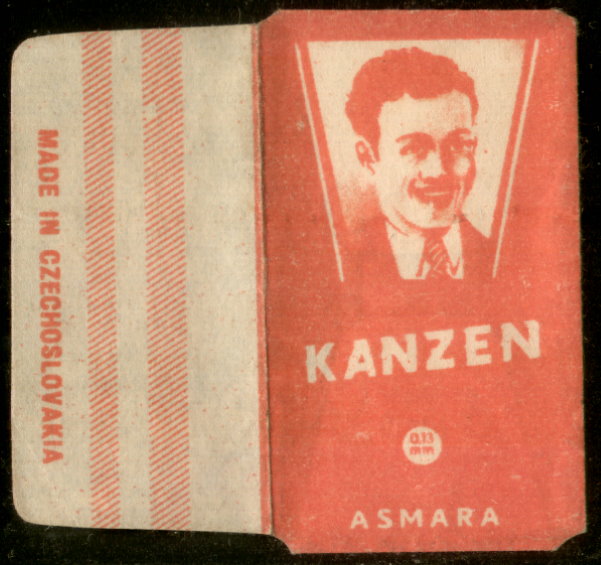 MADE IN CZECHOSLOVAKIA
KANZEN
0.13
mm
ASMARA